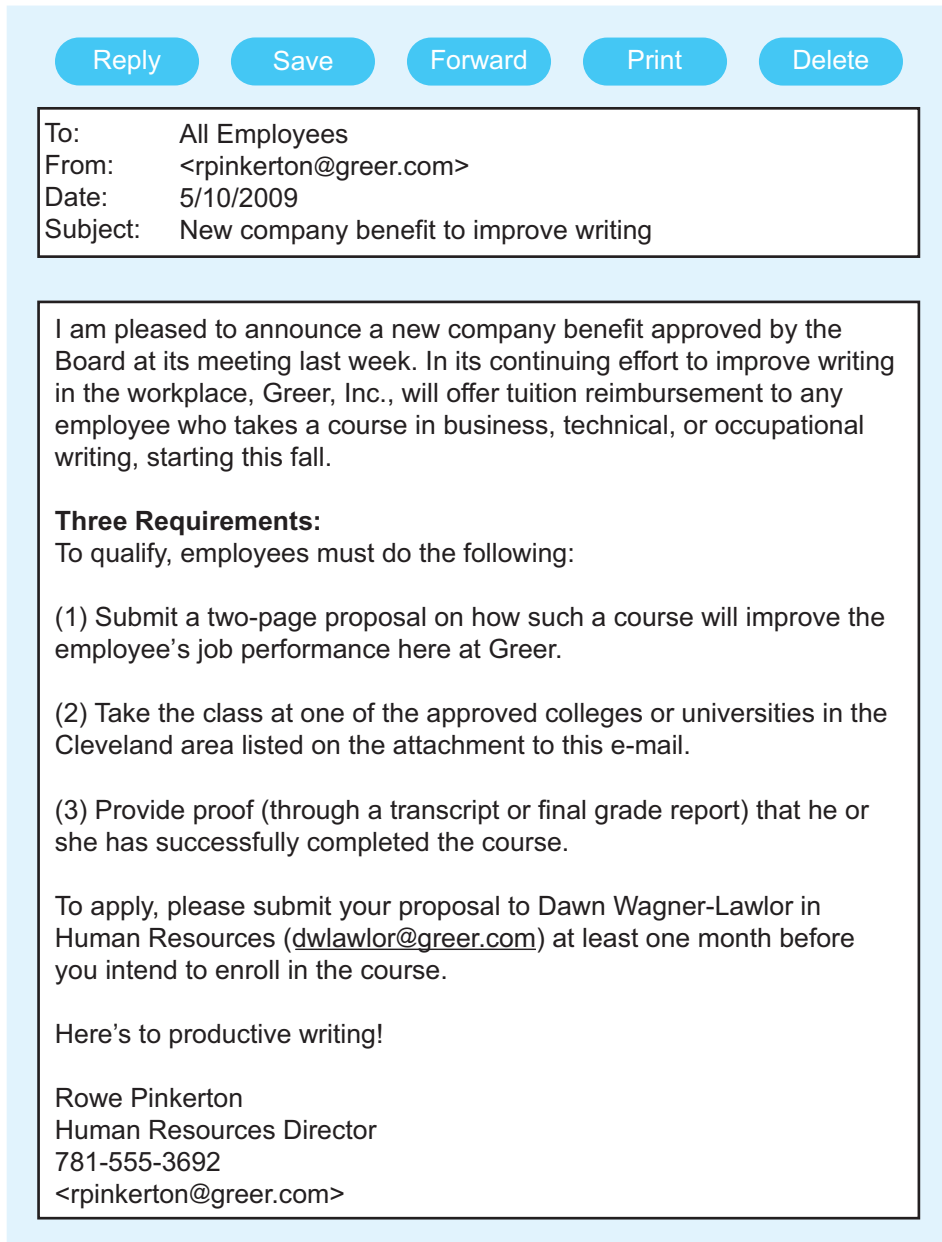 Reply Save Forward Print Delete
To: All Employees
From: <rpinkerton@greer.com>
Date: 5/10/2009
Subject: New company benefit to improve writing
I am pleased to announce a new company benefit approved by the
Board at its meeting last week. In its continuing effort to improve writing
in the workplace, Greer, Inc., will offer tuition reimbursement to any
employee who takes a course in business, technical, or occupational
writing, starting this fall.
Three Requirements:
To qualify, employees must do the following:
(1) Submit a two-page proposal on how such a course will improve the
employee’s job performance here at Greer.
(2) Take the class at one of the approved colleges or universities in the
Cleveland area listed on the attachment to this e-mail.
(3) Provide proof (through a transcript or final grade report) that he or
she has successfully completed the course.
To apply, please submit your proposal to Dawn Wagner-Lawlor in
Human Resources (dwlawlor@greer.com) at least one month before
you intend to enroll in the course.
Here’s to productive writing!
Rowe Pinkerton
Human Resources Director
781-555-3692
<rpinkerton@greer.com>